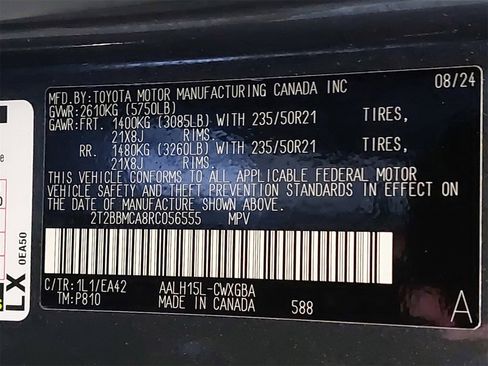 MFD.BY:TOYOTA MOTOR MANUFACTURING CANADA INC 08/24
GVWR:2610KG (5750LB)
GAWR:FRT. 1400KG (3085LB) WITH 235/50R21 TIRES,
21X8J RIMS.
RR. 1480KG (3260LB) WITH 235/50R21 TIRES,
21X8J RIMS.
THIS VEHICLE CONFORMS TO ALL APPLICABLE FEDERAL MOTOR
VEHICLE SAFETY AND THEFT PREVENTION STANDARDS IN EFFECT ON
THE DATE OF MANUFACTURE SHOWN ABOVE.
2T2BBMCA8RC056555 MPV
C/TR:1L1/EA42 AALH15L-CWXGBA
TM:P810 MADE IN CANADA 588 A
LX 0EA50